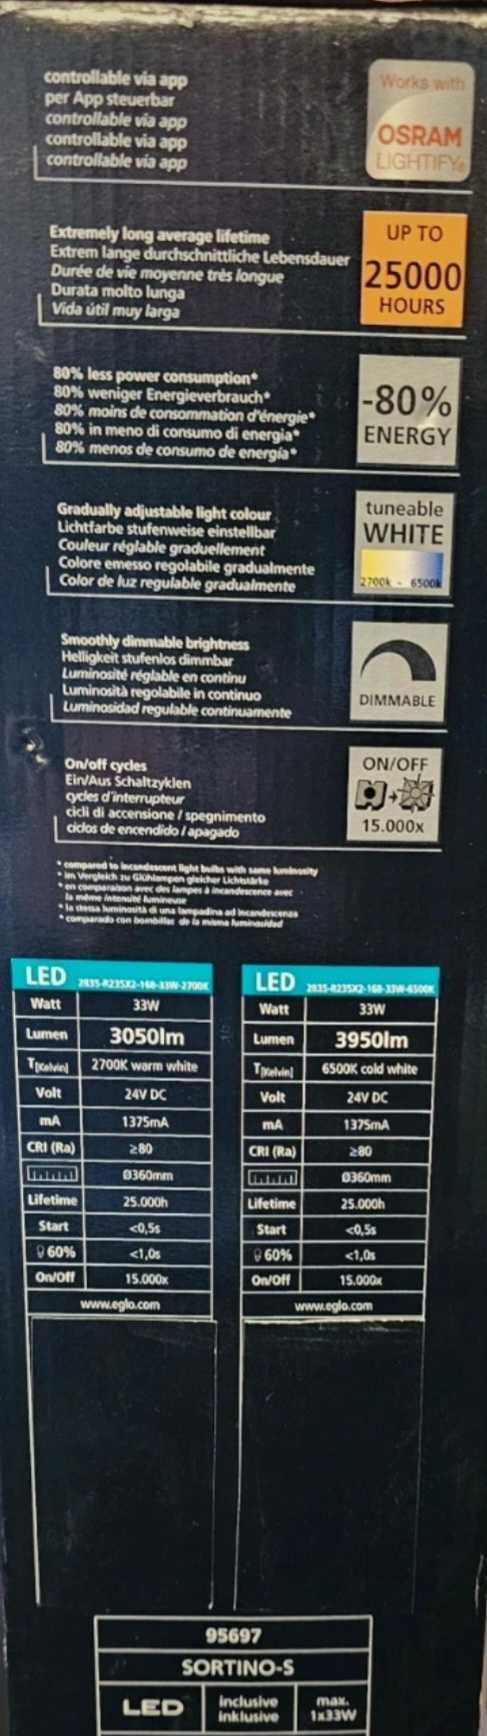 controllable via app
per App steuerbar
controllable via app
controllable via app
controllable via app
Works with
OSRAM
LIGHTIFY
Extremely long average lifetime
Extrem lange durchschnittliche Lebensdauer
Durée de vie moyenne très longue
Durata molto lunga
Vida útil muy larga
UP TO
25000
HOURS
80% less power consumption*
80% weniger Energieverbrauch*
80% moins de consommation d'énergie*
80% in meno di consumo di energia*
80% menos de consumo de energía*
-80%
ENERGY
Gradually adjustable light colour
Lichtfarbe stufenweise einstellbar
Couleur réglable graduellement
Colore emesso regolabile gradualmente
Color de luz regulable gradualmente
tuneable
WHITE
2700k - 6500k
Smoothly dimmable brightness
Helligkeit stufenlos dimmbar
Luminosité réglable en continu
Luminosità regolabile in continuo
Luminosidad regulable continuamente
DIMMABLE
On/off cycles
Ein/Aus Schaltzyklen
cycles d'interrupteur
cicli di accensione / spegnimento
ciclos de encendido / apagado
ON/OFF
15.000x
* compared to incandescent light bulbs with same luminosity
* im Vergleich zu Glühlampen gleicher Lichtstärke
* en comparaison avec des lampes à incandescence avec
la même intensité lumineuse
* la stessa luminosità di una lampadina ad incandescenza
* comparado con bombillas de la misma luminosidad
LED 2835-R235X2-168-33W-2700K
Watt 33W
Lumen 3050lm
T[Kelvin] 2700K warm white
Volt 24V DC
mA 1375mA
CRI (Ra) ≥80
Ø360mm
Lifetime 25.000h
Start <0,5s
60% <1,0s
On/Off 15.000x
www.eglo.com
LED 2835-R235X2-168-33W-6500K
Watt 33W
Lumen 3950lm
T[Kelvin] 6500K cold white
Volt 24V DC
mA 1375mA
CRI (Ra) ≥80
Ø360mm
Lifetime 25.000h
Start <0,5s
60% <1,0s
On/Off 15.000x
www.eglo.com
95697
SORTINO-S
LED
inclusive
inklusive
max.
1x33W